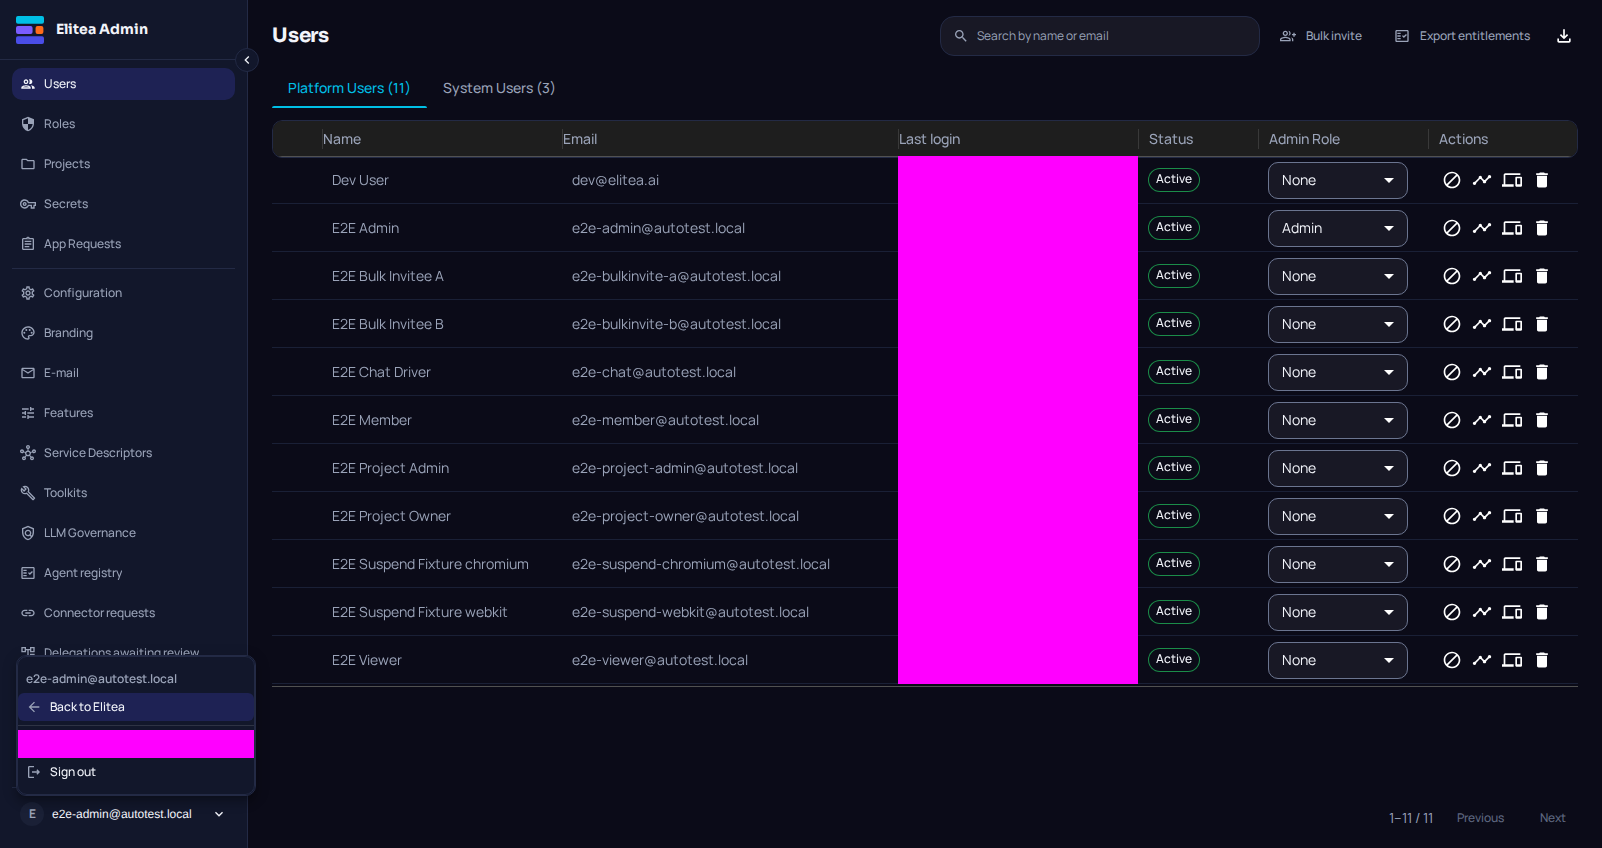 Elitea Admin
Users
Roles
Projects
Secrets
App Requests
Configuration
Branding
E-mail
Features
Service Descriptors
Toolkits
LLM Governance
Agent registry
Connector requests
Delegations awaiting review
e2e-admin@autotest.local
Back to Elitea
Sign out
E e2e-admin@autotest.local
Users
Search by name or email
Bulk invite
Export entitlements
Platform Users (11)
System Users (3)
Name Email Last login Status Admin Role Actions
Dev User dev@elitea.ai Active None
E2E Admin e2e-admin@autotest.local Active Admin
E2E Bulk Invitee A e2e-bulkinvite-a@autotest.local Active None
E2E Bulk Invitee B e2e-bulkinvite-b@autotest.local Active None
E2E Chat Driver e2e-chat@autotest.local Active None
E2E Member e2e-member@autotest.local Active None
E2E Project Admin e2e-project-admin@autotest.local Active None
E2E Project Owner e2e-project-owner@autotest.local Active None
E2E Suspend Fixture chromium e2e-suspend-chromium@autotest.local Active None
E2E Suspend Fixture webkit e2e-suspend-webkit@autotest.local Active None
E2E Viewer e2e-viewer@autotest.local Active None
1–11 / 11 Previous Next